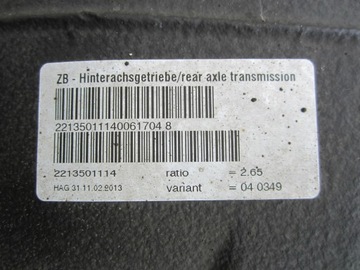 ZB - Hinterachsgetriebe/rear axle transmission
22135011140061704 8
2213501114 ratio = 2.65
HAG 31 11.02.2013 variant = 04 0349